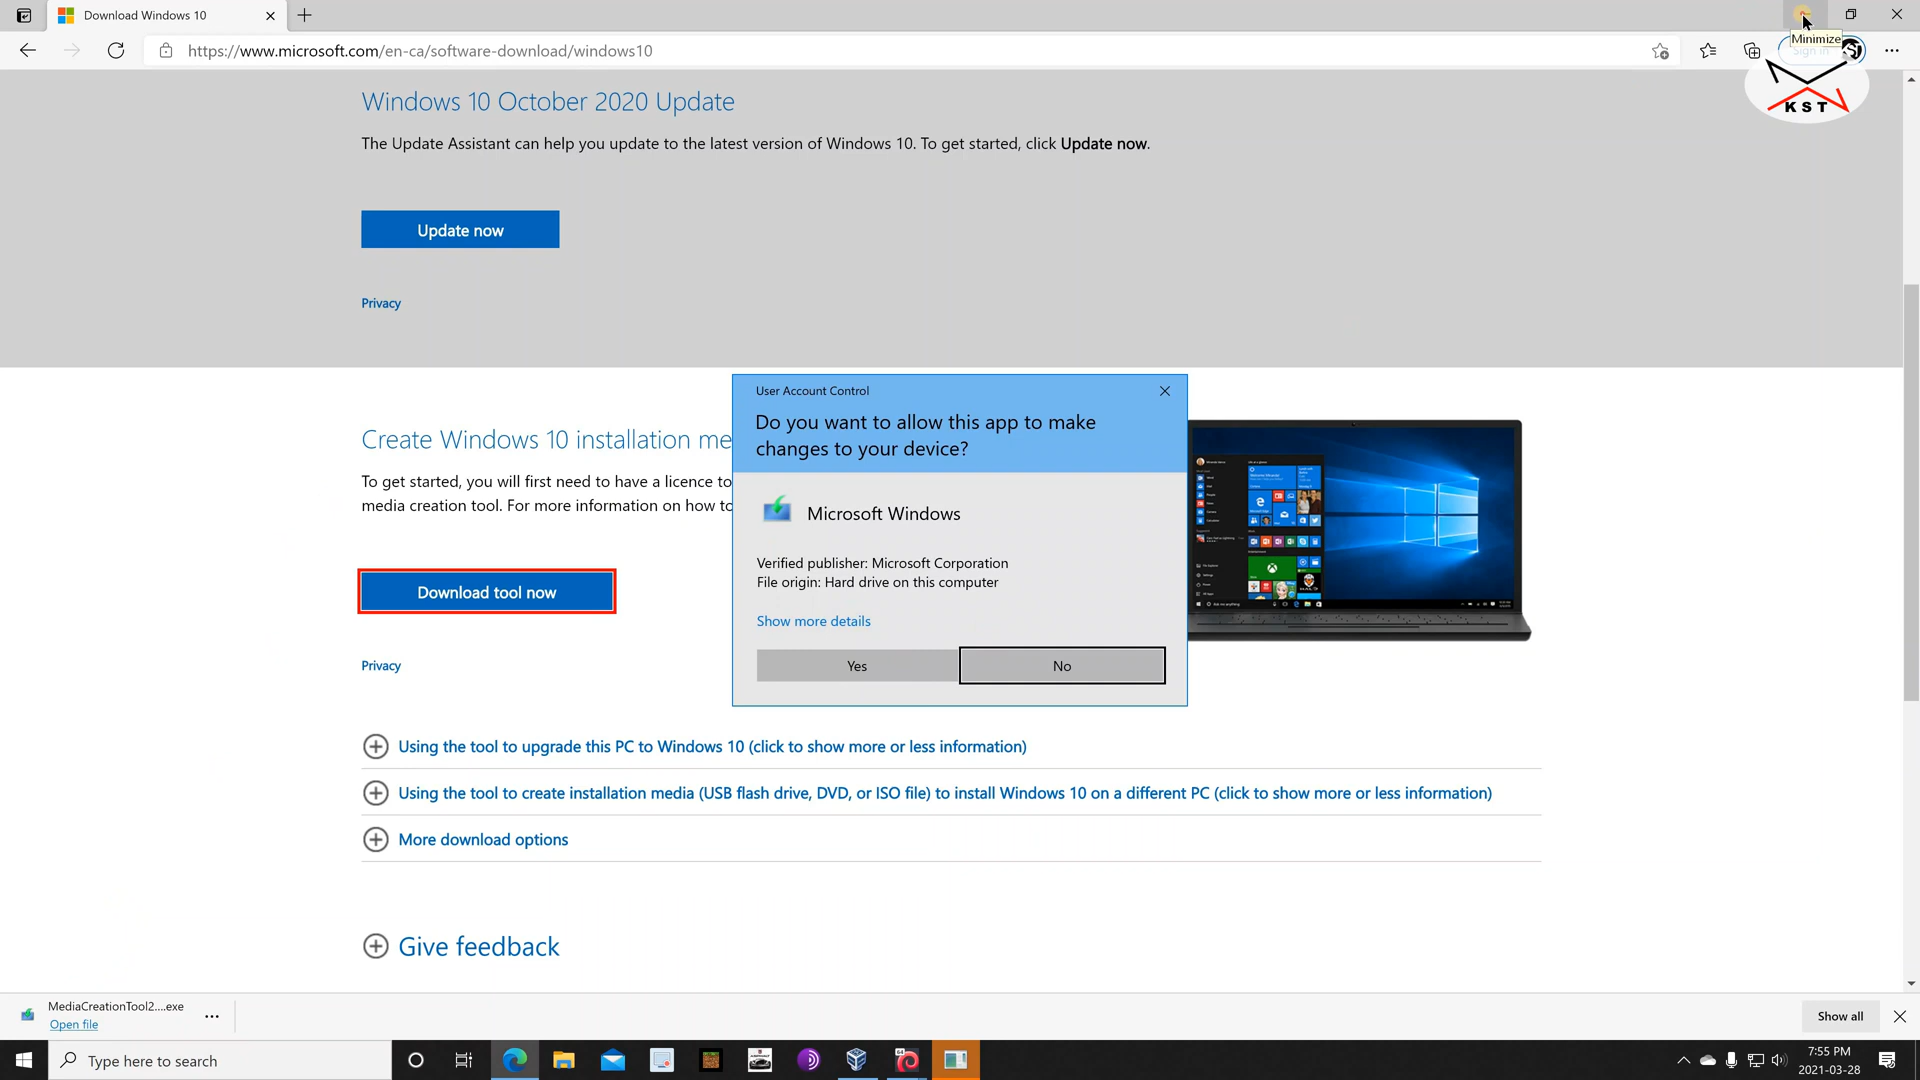 Download Windows 10
Minimize
https://www.microsoft.com/en-ca/software-download/windows10
KST
Windows 10 October 2020 Update
The Update Assistant can help you update to the latest version of Windows 10. To get started, click Update now.
Update now
Privacy
User Account Control
Do you want to allow this app to make
changes to your device?
Create Windows 10 installation me
To get started, you will first need to have a licence to
media creation tool. For more information on how to
Microsoft Windows
Verified publisher: Microsoft Corporation
File origin: Hard drive on this computer
Show more details
Yes
No
Download tool now
Privacy
Using the tool to upgrade this PC to Windows 10 (click to show more or less information)
Using the tool to create installation media (USB flash drive, DVD, or ISO file) to install Windows 10 on a different PC (click to show more or less information)
More download options
Give feedback
MediaCreationTool2....exe
Open file
Show all
Type here to search
7:55 PM
2021-03-28